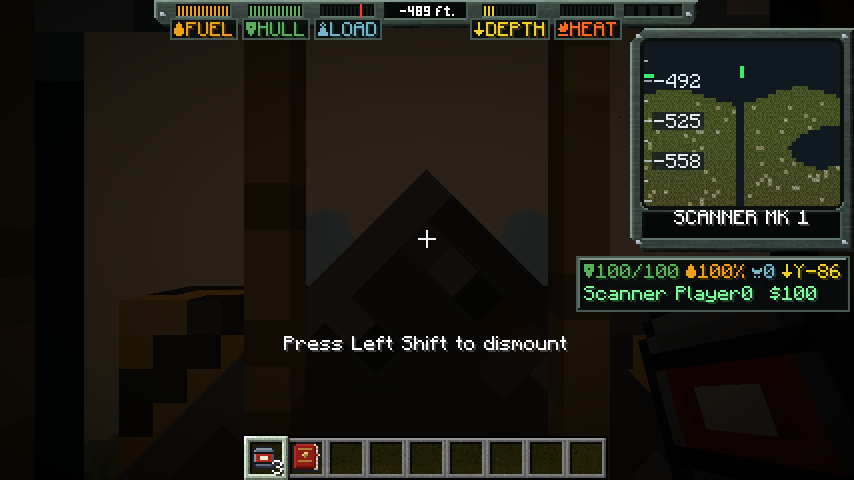 -489 ft.
FUEL HULL LOAD DEPTH HEAT
-492
-525
-558
SCANNER MK 1
100/100 100% 0 Y-86
Scanner Player0 $100
Press Left Shift to dismount
3